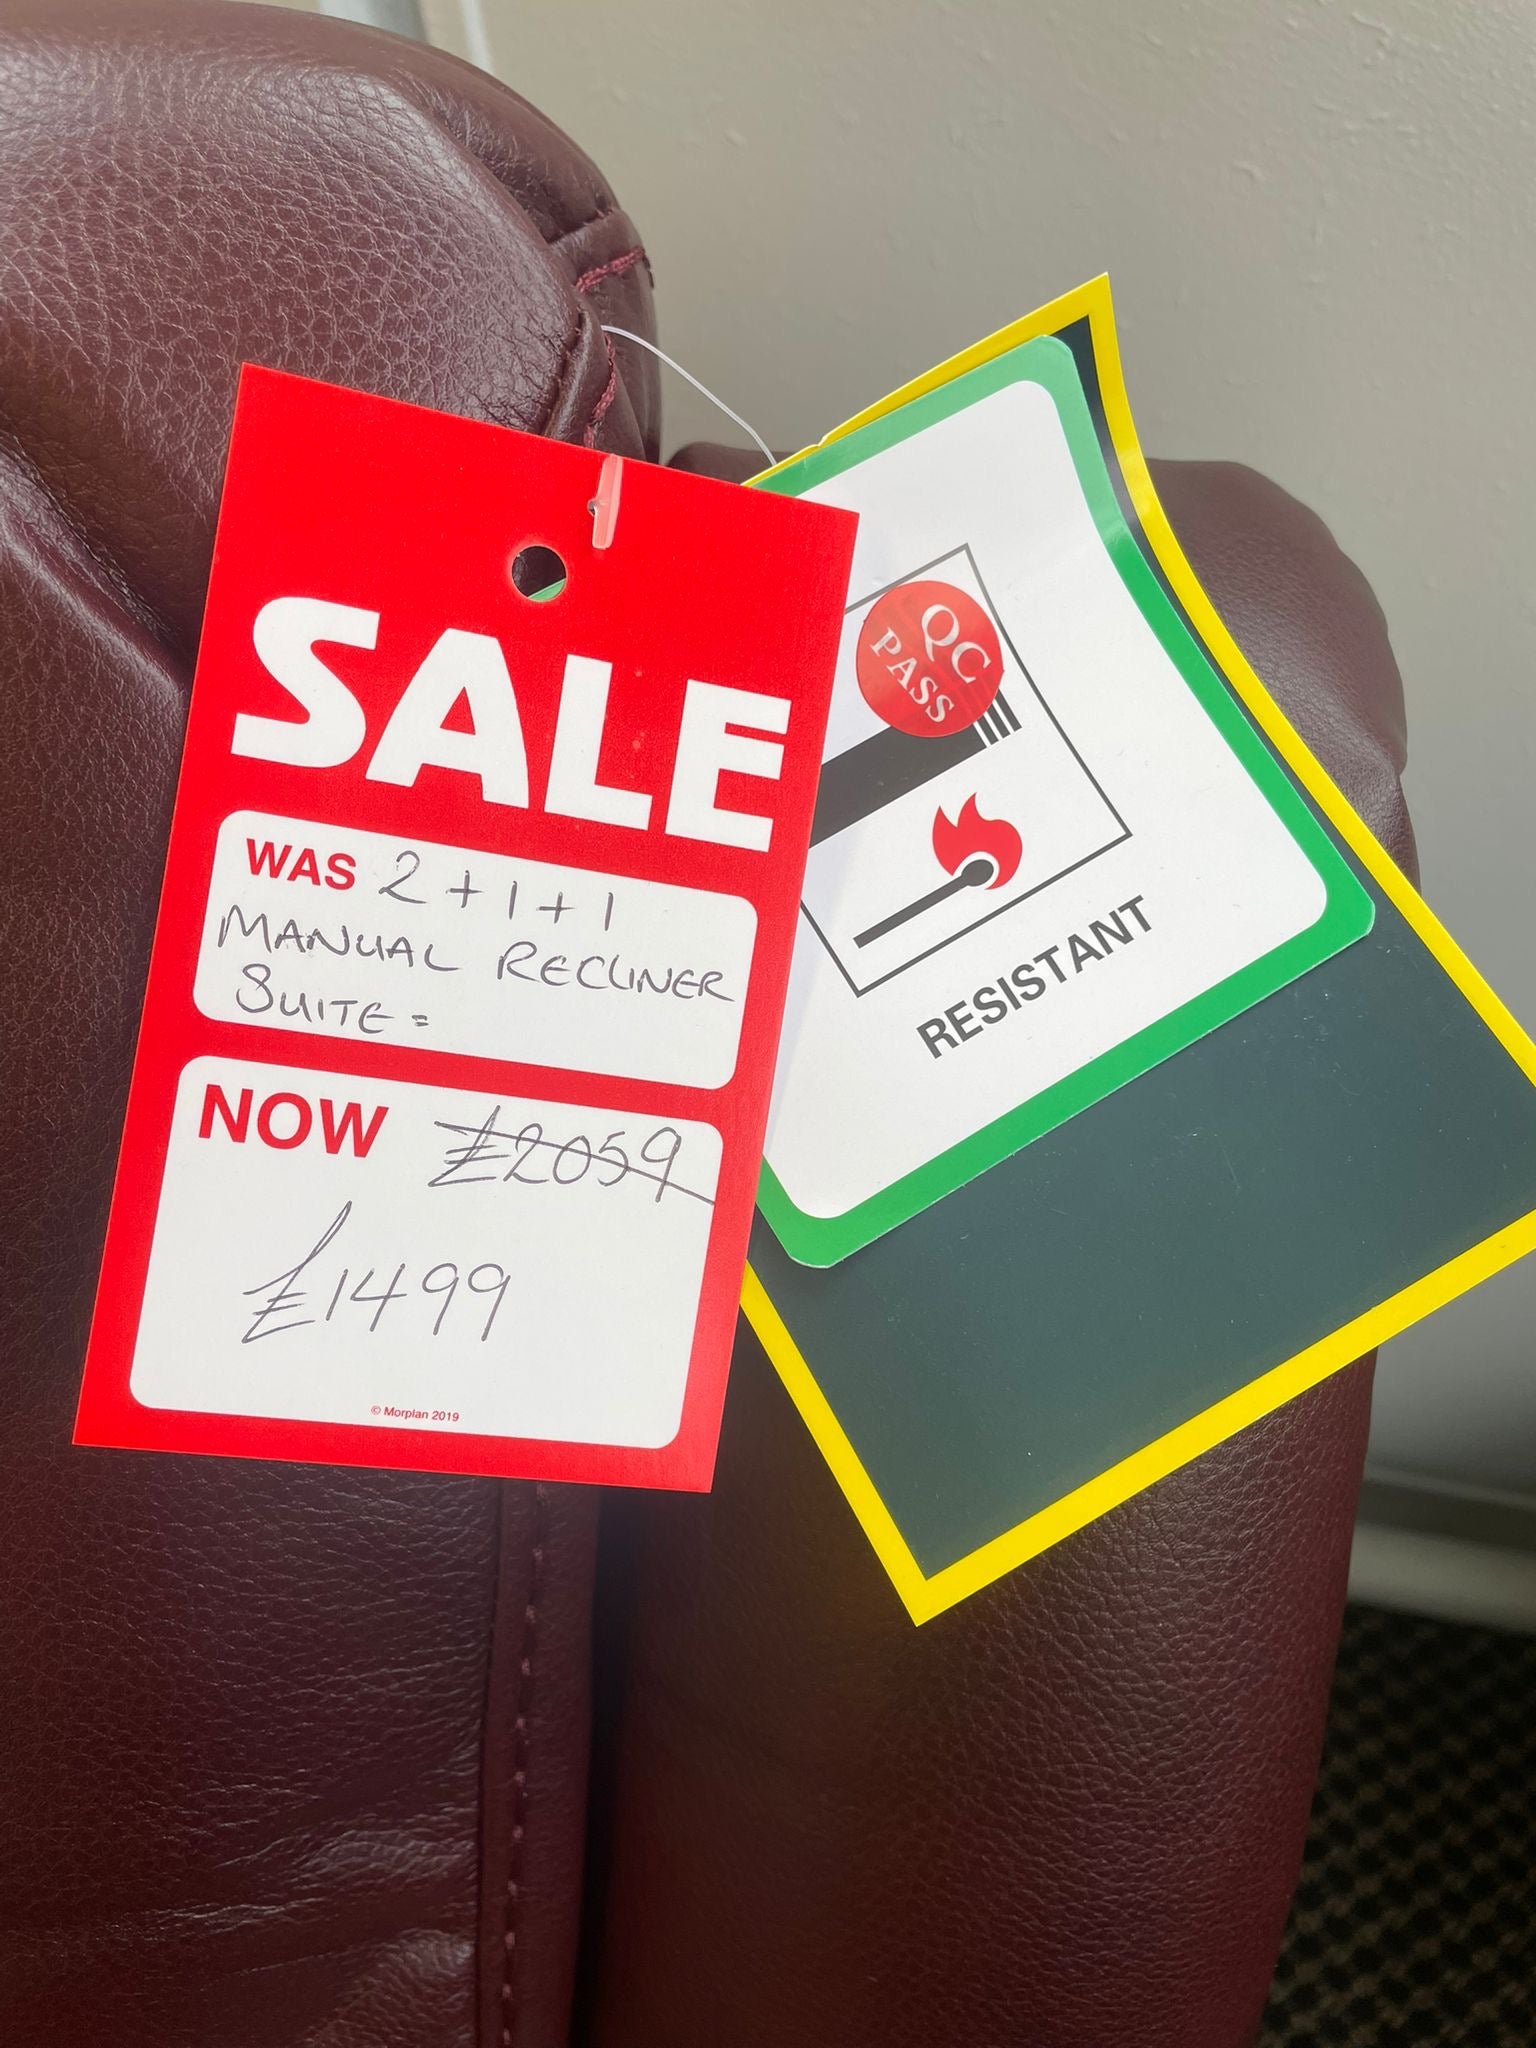 SALE
WAS 2 + 1 + 1
MANUAL RECLINER
SUITE =
NOW £2059
£1499
© Morplan 2019
QC
PASS
RESISTANT